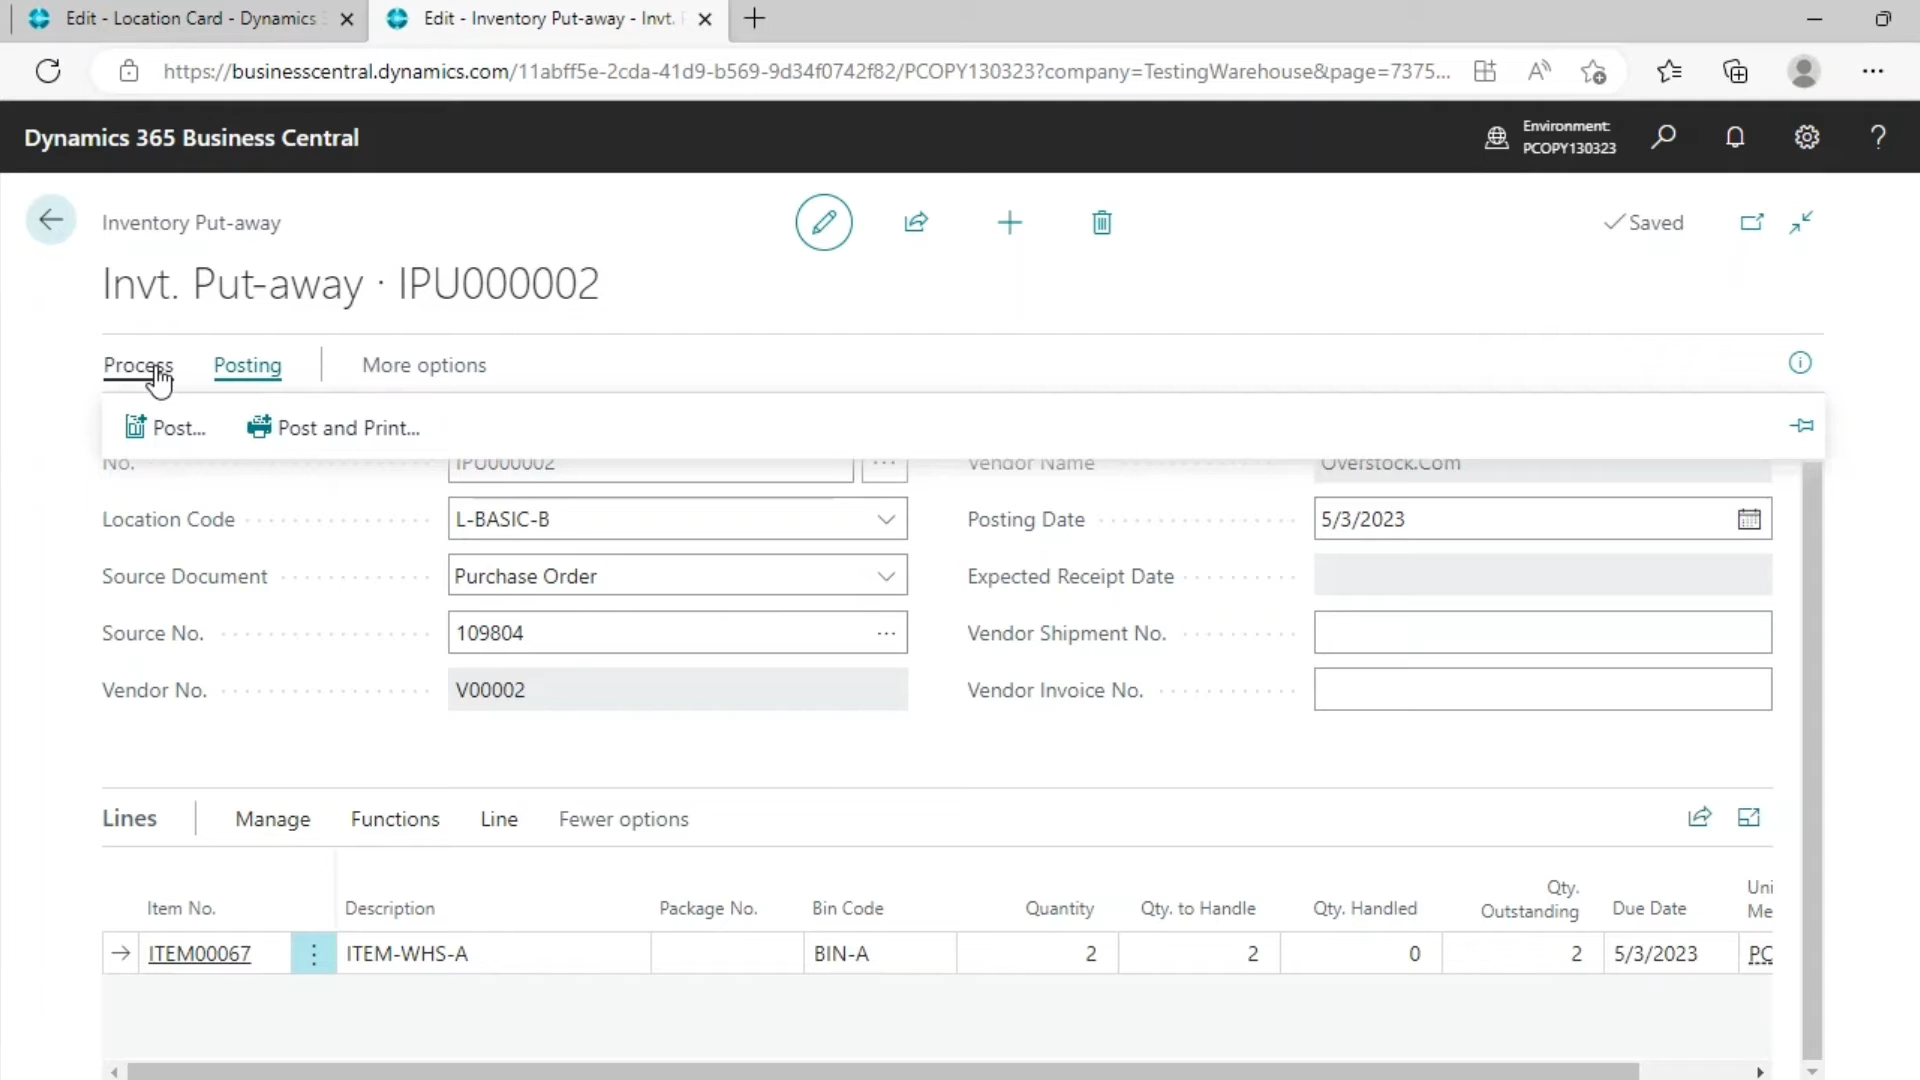 Edit - Location Card - Dynamics
Edit - Inventory Put-away - Invt.
https://businesscentral.dynamics.com/11abff5e-2cda-41d9-b569-9d34f0742f82/PCOPY130323?company=TestingWarehouse&page=7375...
Dynamics 365 Business Central
Environment:
PCOPY130323
?
Inventory Put-away
Saved
Invt. Put-away · IPU000002
Process Posting More options
Post... Post and Print...
No. IPU000002 Vendor Name Overstock.Com
Location Code L-BASIC-B Posting Date 5/3/2023
Source Document Purchase Order Expected Receipt Date
Source No. 109804 Vendor Shipment No.
Vendor No. V00002 Vendor Invoice No.
Lines Manage Functions Line Fewer options
Item No. Description Package No. Bin Code Quantity Qty. to Handle Qty. Handled Qty. Outstanding Due Date Uni Me
ITEM00067 ITEM-WHS-A BIN-A 2 2 0 2 5/3/2023 PC